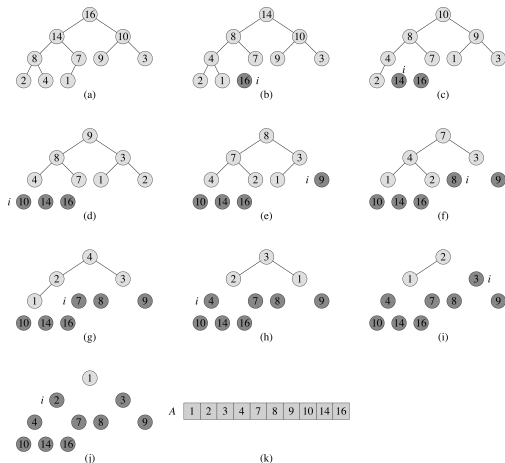 16 14 10
14 10 8 10 8 9
8 7 9 3 4 7 9 3 4 7 1 3
2 4 1 2 1 16 i 2 14 i 16
(a) (b) (c)
9 8 7
8 3 7 3 4 3
4 7 1 2 4 2 1 i 9 1 2 8 i 9
i 10 14 16 10 14 16 10 14 16
(d) (e) (f)
4 3 2
2 3 2 1 1 3 i
1 i 7 8 9 i 4 7 8 9 4 7 8 9
10 14 16 10 14 16 10 14 16
(g) (h) (i)
1
i 2 3
A 1 2 3 4 7 8 9 10 14 16
4 7 8 9
10 14 16
(j) (k)